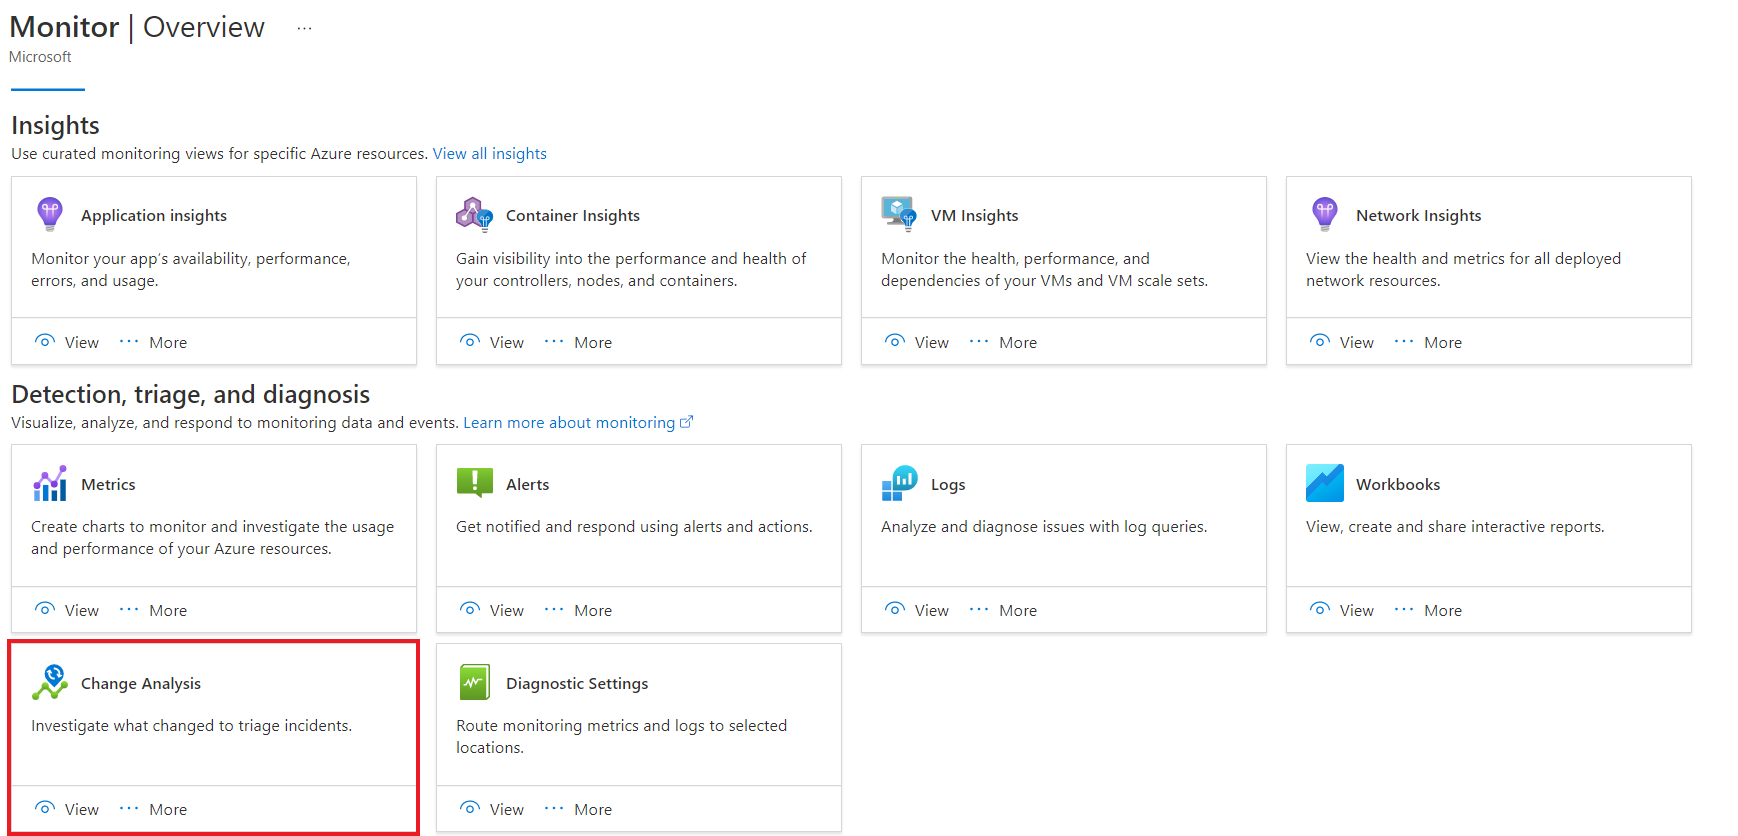 Monitor | Overview ...
Microsoft
Insights
Use curated monitoring views for specific Azure resources. View all insights
Application insights
Monitor your app's availability, performance,
errors, and usage.
View ... More
Container Insights
Gain visibility into the performance and health of
your controllers, nodes, and containers.
View ... More
VM Insights
Monitor the health, performance, and
dependencies of your VMs and VM scale sets.
View ... More
Network Insights
View the health and metrics for all deployed
network resources.
View ... More
Detection, triage, and diagnosis
Visualize, analyze, and respond to monitoring data and events. Learn more about monitoring
Metrics
Create charts to monitor and investigate the usage
and performance of your Azure resources.
View ... More
Alerts
Get notified and respond using alerts and actions.
View ... More
Logs
Analyze and diagnose issues with log queries.
View ... More
Workbooks
View, create and share interactive reports.
View ... More
Change Analysis
Investigate what changed to triage incidents.
View ... More
Diagnostic Settings
Route monitoring metrics and logs to selected
locations.
View ... More